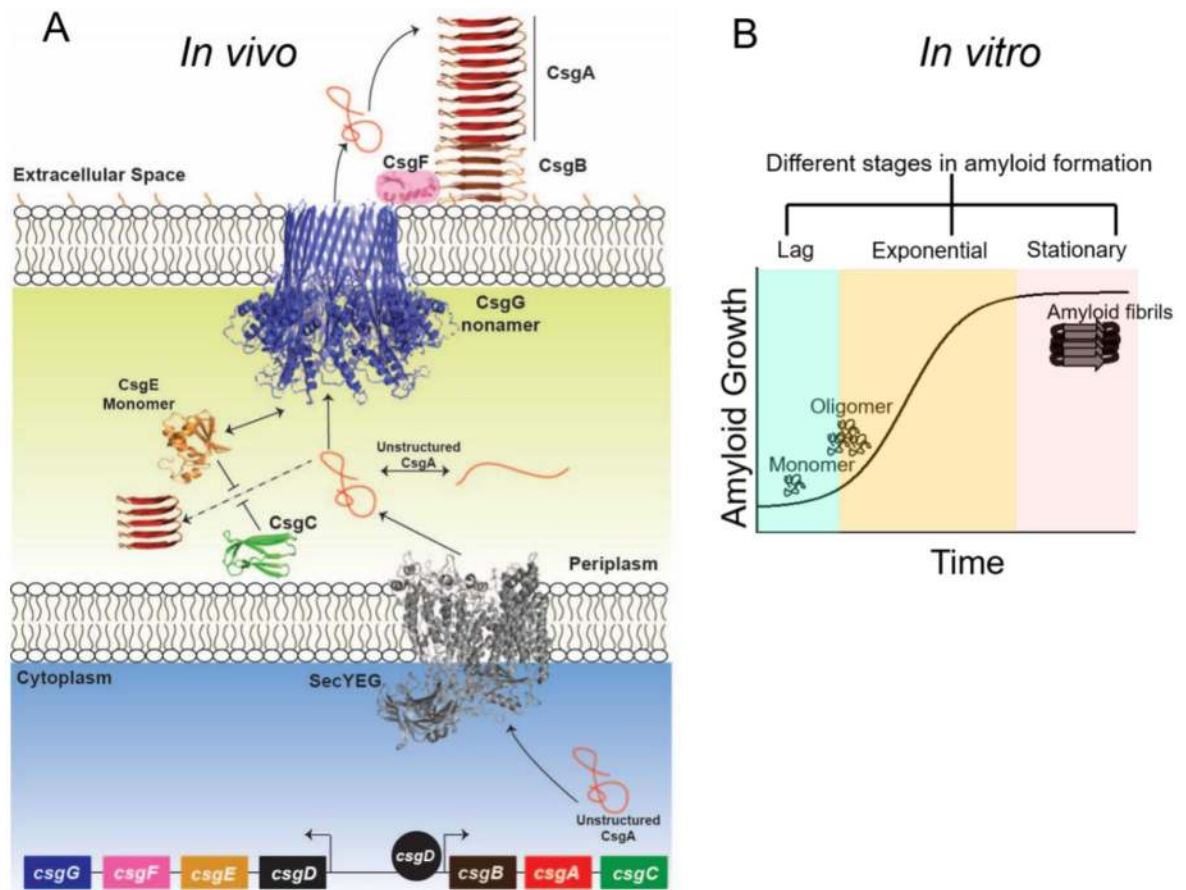 A
In vivo
CsgA
CsgF
CsgB
Extracellular Space
CsgG
nonamer
CsgE
Monomer
Unstructured
CsgA
CsgC
Periplasm
Cytoplasm
SecYEG
Unstructured
CsgA
csgG
csgF
csgE
csgD
csgD
csgB
csgA
csgC
B
In vitro
Different stages in amyloid formation
Lag
Exponential
Stationary
Amyloid fibrils
Oligomer
Monomer
Amyloid Growth
Time